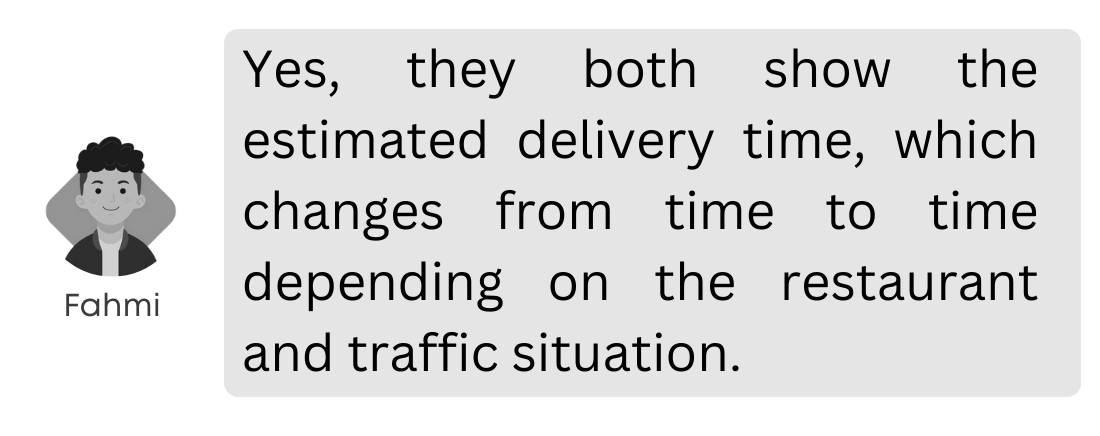 Yes, they both show the
estimated delivery time, which
changes from time to time
depending on the restaurant
and traffic situation.
Fahmi